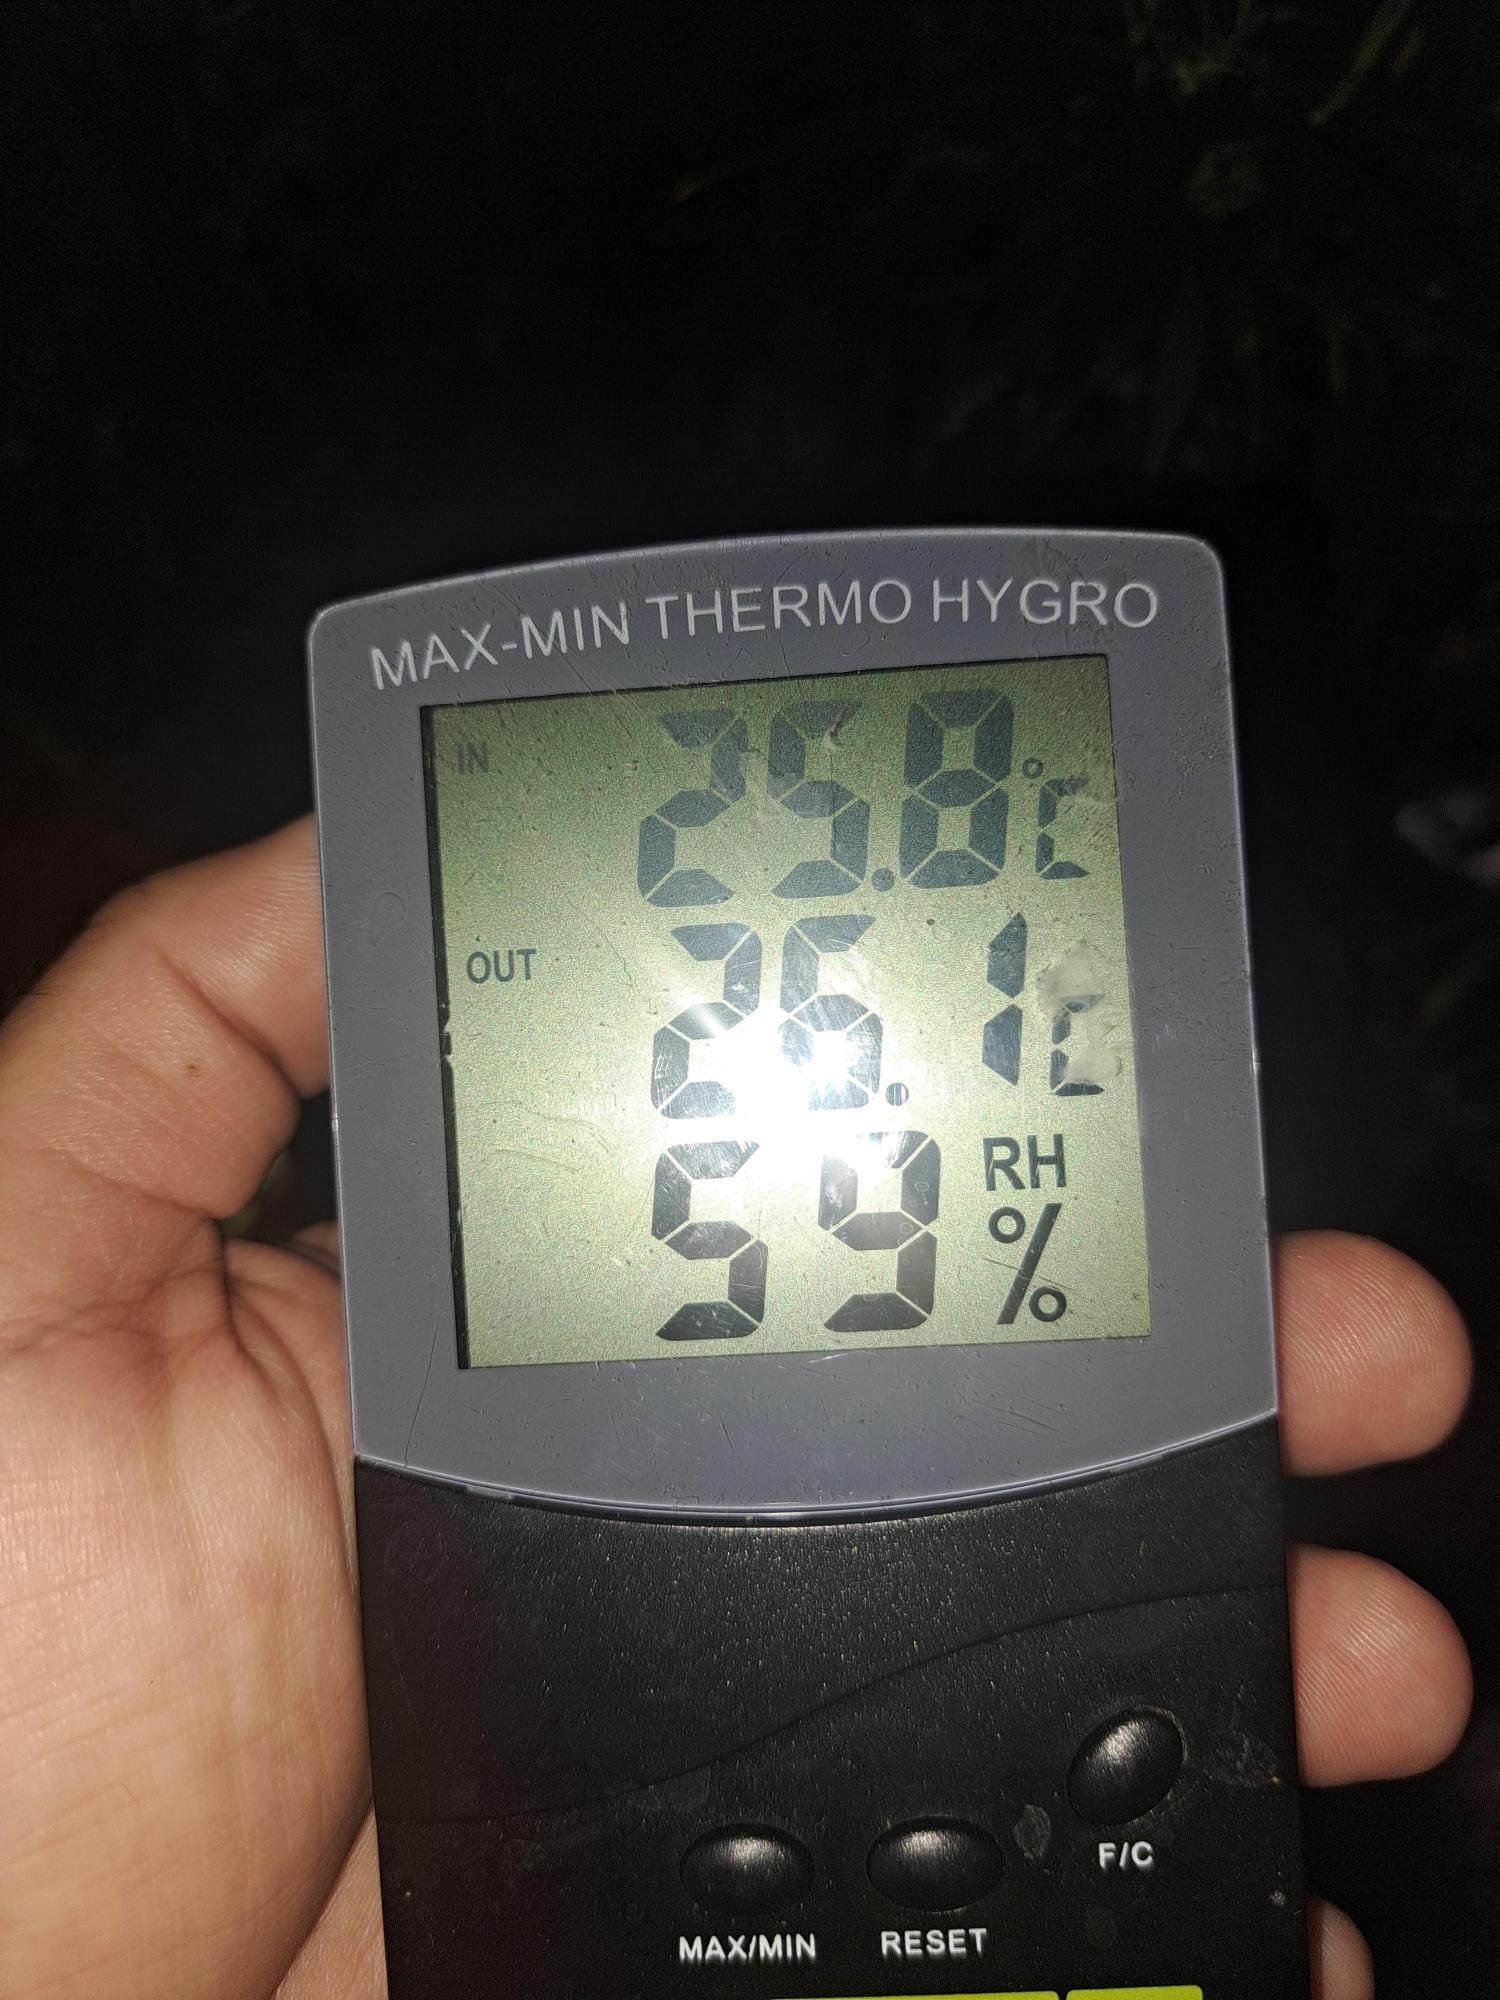 MAX-MIN THERMO HYGRO
IN 25.8°C
OUT 26.1
59 RH
%
F/C
MAX/MIN RESET